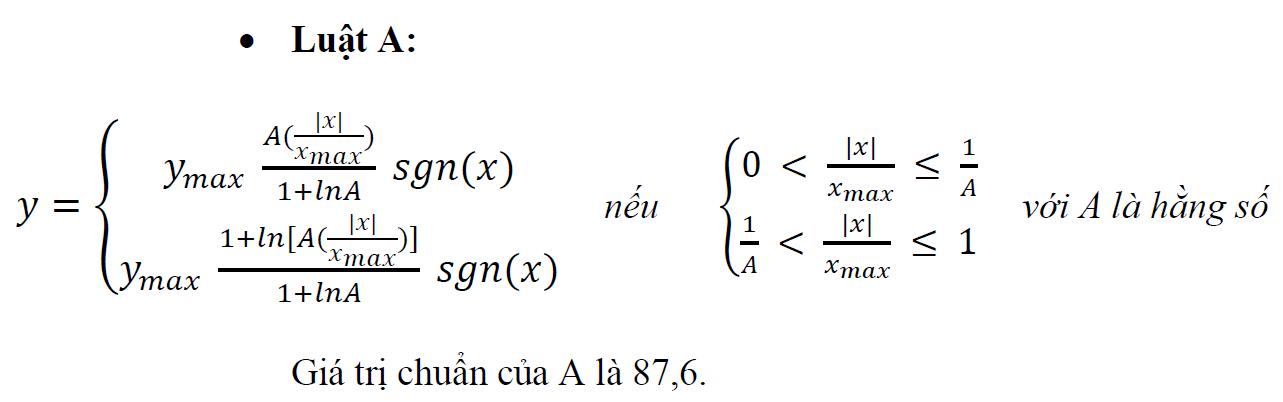 • Luật A:
y = { y_max A(|x|/x_max)/(1+lnA) sgn(x) nếu { 0 < |x|/x_max ≤ 1/A với A là hằng số
y_max (1+ln[A(|x|/x_max)])/(1+lnA) sgn(x) 1/A < |x|/x_max ≤ 1
Giá trị chuẩn của A là 87,6.